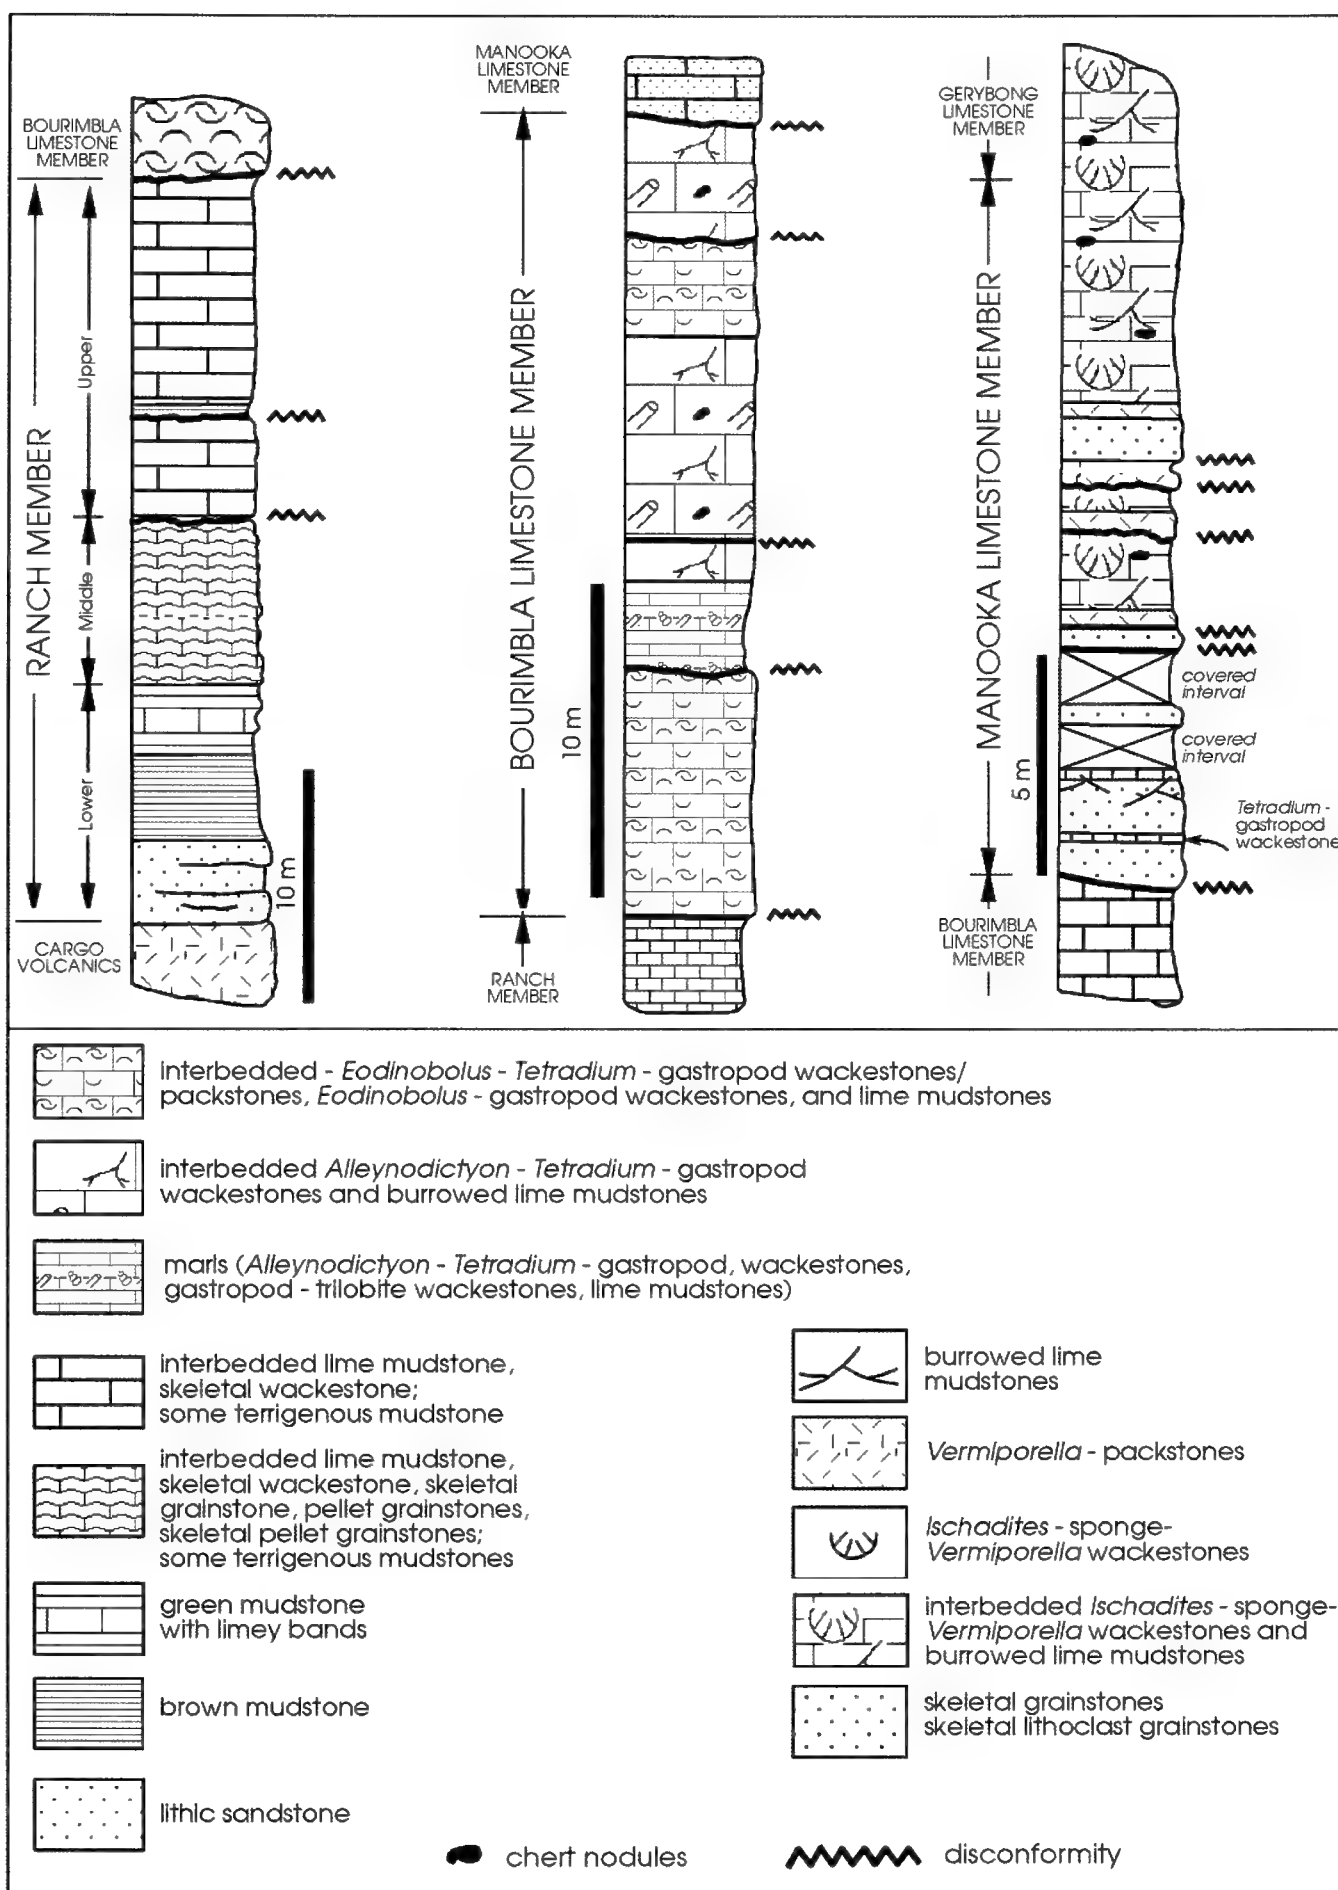 BOURIMBLA
LIMESTONE
MEMBER
RANCH MEMBER
Upper
Middle
Lower
CARGO
VOLCANICS
10 m
MANOOKA
LIMESTONE
MEMBER
BOURIMBLA LIMESTONE MEMBER
10 m
RANCH
MEMBER
GERYBONG
LIMESTONE
MEMBER
MANOOKA LIMESTONE MEMBER
5 m
covered
interval
covered
interval
Tetradium -
gastropod
wackestone
BOURIMBLA
LIMESTONE
MEMBER
interbedded - Eodinobolus - Tetradium - gastropod wackestones/
packstones, Eodinobolus - gastropod wackestones, and lime mudstones
interbedded Alleynodictyon - Tetradium - gastropod
wackestones and burrowed lime mudstones
marls (Alleynodictyon - Tetradium - gastropod, wackestones,
gastropod - trilobite wackestones, lime mudstones)
interbedded lime mudstone,
skeletal wackestone;
some terrigenous mudstone
interbedded lime mudstone,
skeletal wackestone, skeletal
grainstone, pellet grainstones,
skeletal pellet grainstones;
some terrigenous mudstones
green mudstone
with limey bands
brown mudstone
lithic sandstone
burrowed lime
mudstones
Vermiporella - packstones
Ischadites - sponge-
Vermiporella wackestones
interbedded Ischadites - sponge-
Vermiporella wackestones and
burrowed lime mudstones
skeletal grainstones
skeletal lithoclast grainstones
chert nodules
disconformity